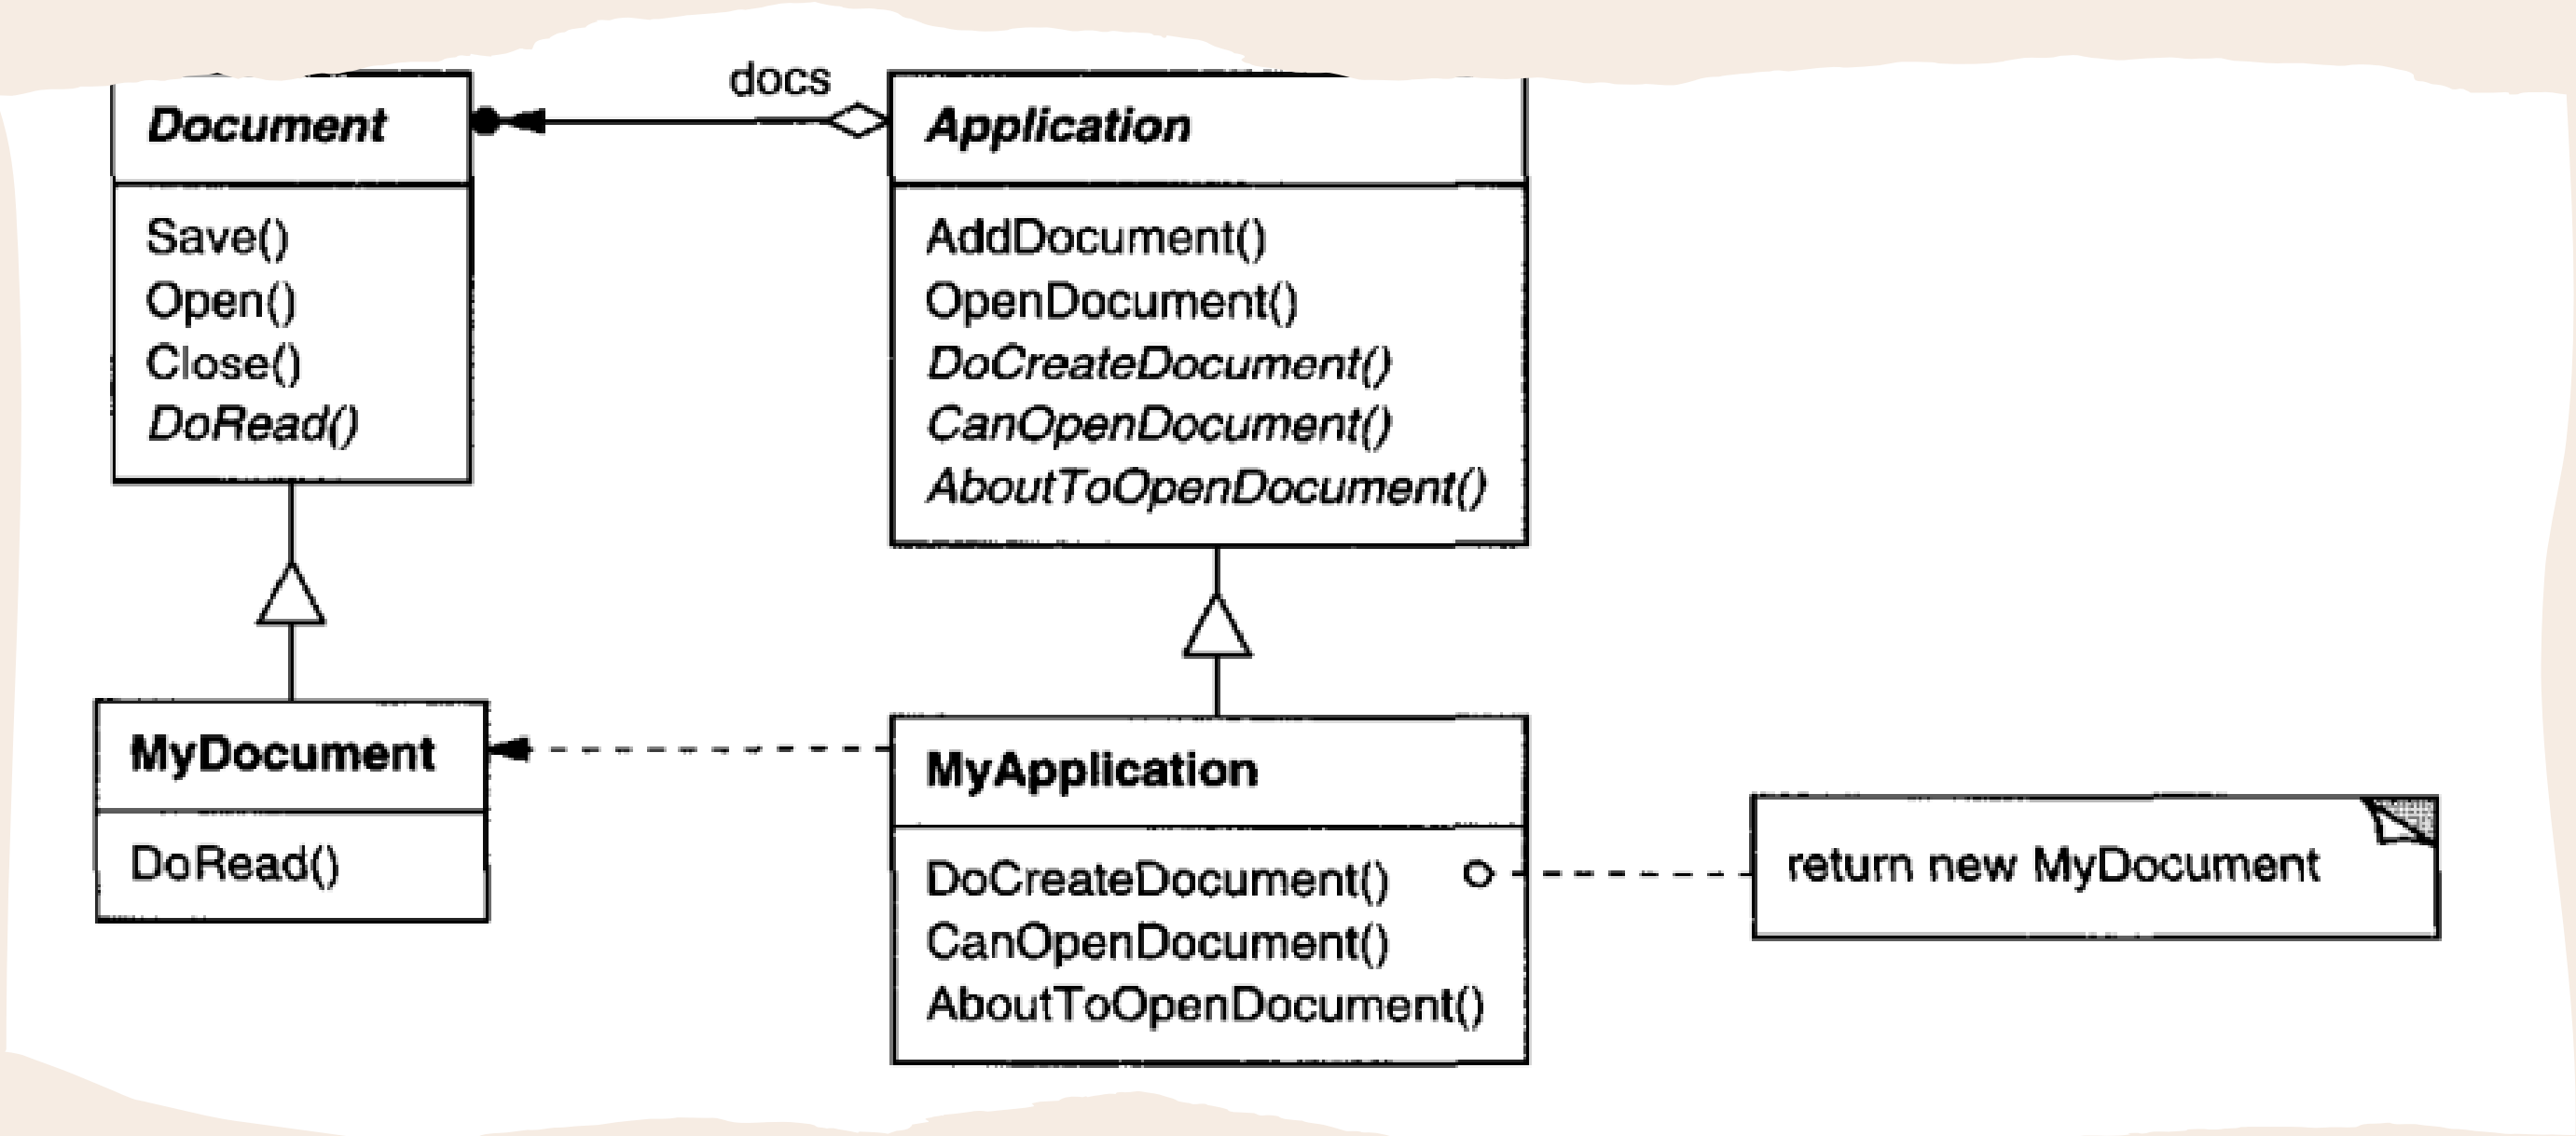 docs
Document
Save()
Open()
Close()
DoRead()
Application
AddDocument()
OpenDocument()
DoCreateDocument()
CanOpenDocument()
AboutToOpenDocument()
MyDocument
DoRead()
MyApplication
DoCreateDocument()
CanOpenDocument()
AboutToOpenDocument()
return new MyDocument